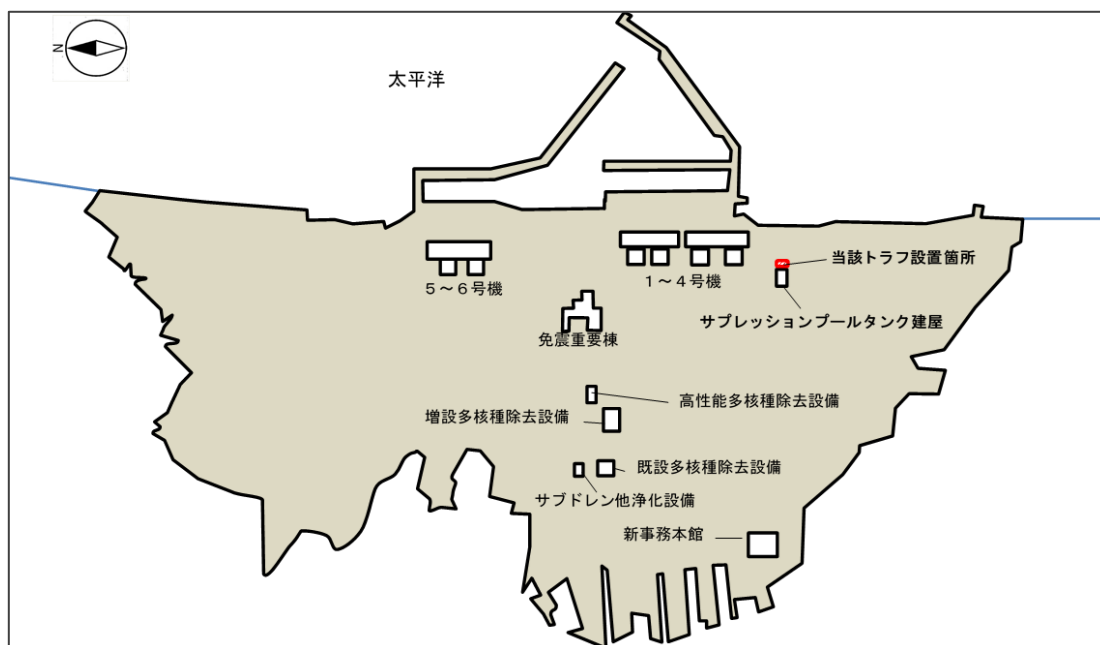 N
太平洋
当該トラフ設置箇所
５～６号機
１～４号機
サプレッションプールタンク建屋
免震重要棟
高性能多核種除去設備
増設多核種除去設備
既設多核種除去設備
サブドレン他浄化設備
新事務本館